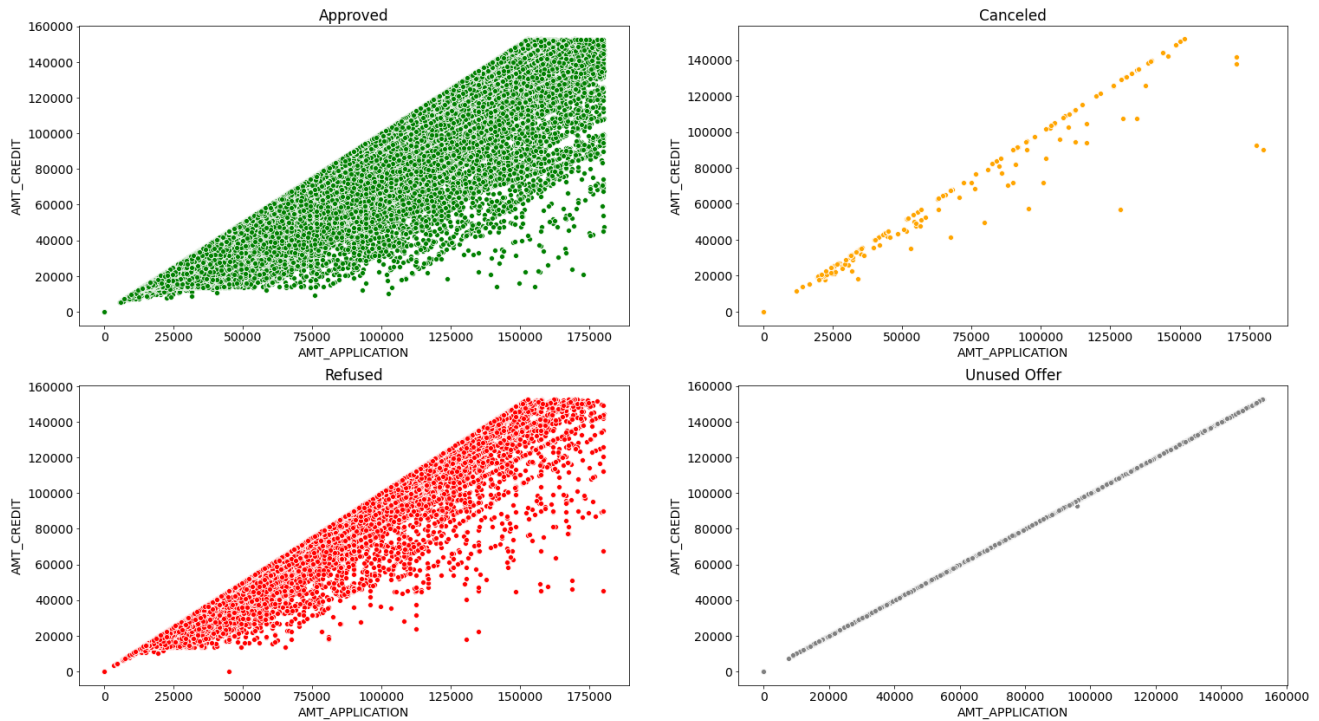 Approved
160000
140000
120000
100000
80000
60000
40000
20000
0
AMT_CREDIT
0 25000 50000 75000 100000 125000 150000 175000
AMT_APPLICATION
Canceled
140000
120000
100000
80000
60000
40000
20000
0
AMT_CREDIT
0 25000 50000 75000 100000 125000 150000 175000
AMT_APPLICATION
Refused
160000
140000
120000
100000
80000
60000
40000
20000
0
AMT_CREDIT
0 25000 50000 75000 100000 125000 150000 175000
AMT_APPLICATION
Unused Offer
160000
140000
120000
100000
80000
60000
40000
20000
0
AMT_CREDIT
0 20000 40000 60000 80000 100000 120000 140000 160000
AMT_APPLICATION